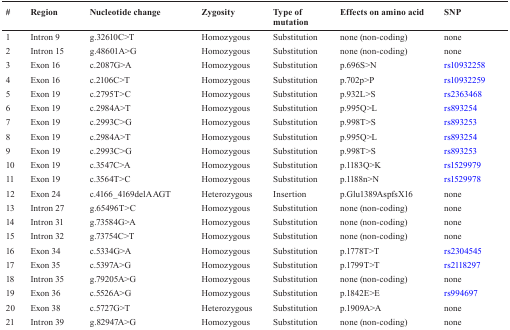 # Region Nucleotide change Zygosity Type of mutation Effects on amino acid SNP
1 Intron 9 g.32610C>T Homozygous Substitution none (non-coding) none
2 Intron 15 g.48601A>G Homozygous Substitution none (non-coding) none
3 Exon 16 c.2087G>A Homozygous Substitution p.696S>N rs10932258
4 Exon 16 c.2106C>T Homozygous Substitution p.702p>P rs10932259
5 Exon 19 c.2795T>C Homozygous Substitution p.932L>S rs2363468
6 Exon 19 c.2984A>T Homozygous Substitution p.995Q>L rs893254
7 Exon 19 c.2993C>G Homozygous Substitution p.998T>S rs893253
8 Exon 19 c.2984A>T Homozygous Substitution p.995Q>L rs893254
9 Exon 19 c.2993C>G Homozygous Substitution p.998T>S rs893253
10 Exon 19 c.3547C>A Homozygous Substitution p.1183Q>K rs1529979
11 Exon 19 c.3564T>C Homozygous Substitution p.1188n>N rs1529978
12 Exon 24 c.4166_4169delAAGT Heterozygous Insertion p.Glu1389AspfsX16 none
13 Intron 27 g.65496T>C Homozygous Substitution none (non-coding) none
14 Intron 31 g.73584G>A Homozygous Substitution none (non-coding) none
15 Intron 32 g.73754C>T Homozygous Substitution none (non-coding) none
16 Exon 34 c.5334G>A Homozygous Substitution p.1778T>T rs2304545
17 Exon 35 c.5397A>G Homozygous Substitution p.1799T>T rs2118297
18 Intron 35 g.79205A>G Homozygous Substitution none (non-coding) none
19 Exon 36 c.5526A>G Homozygous Substitution p.1842E>E rs994697
20 Exon 38 c.5727G>T Heterozygous Substitution p.1909A>A none
21 Intron 39 g.82947A>G Homozygous Substitution none (non-coding) none